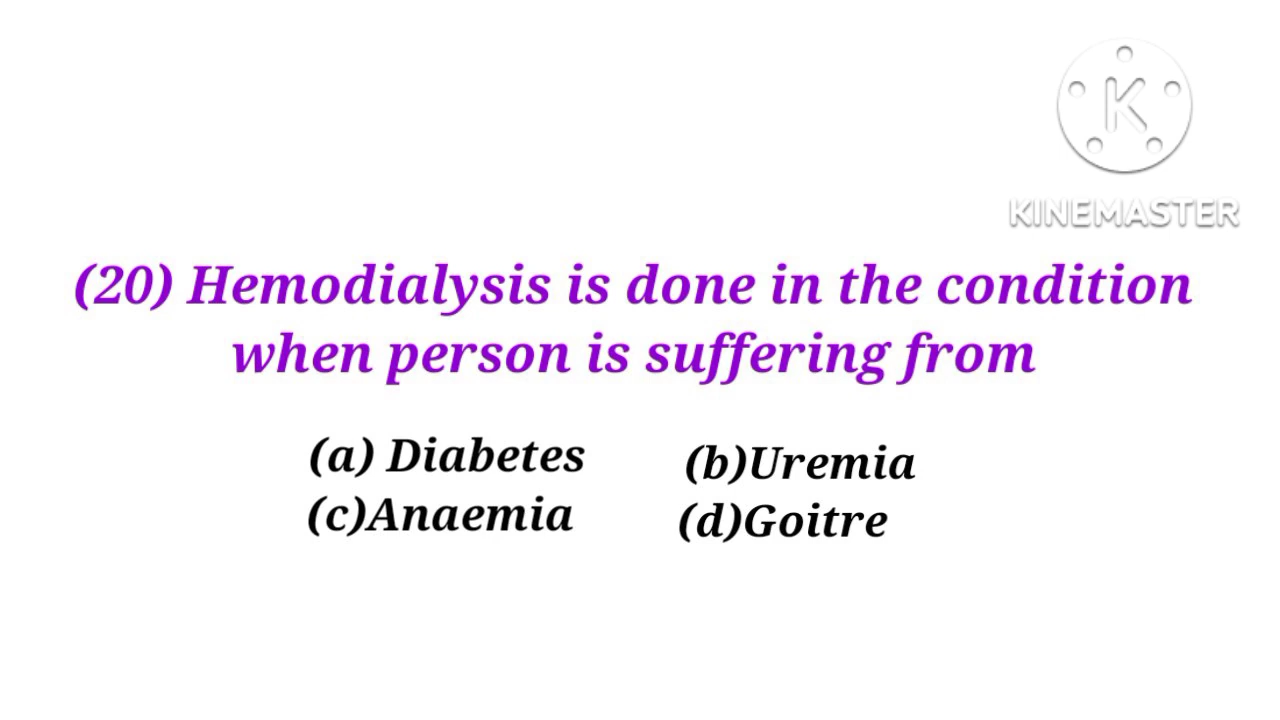 K
KINEMASTER
(20) Hemodialysis is done in the condition
when person is suffering from
(a) Diabetes (b)Uremia
(c)Anaemia (d)Goitre